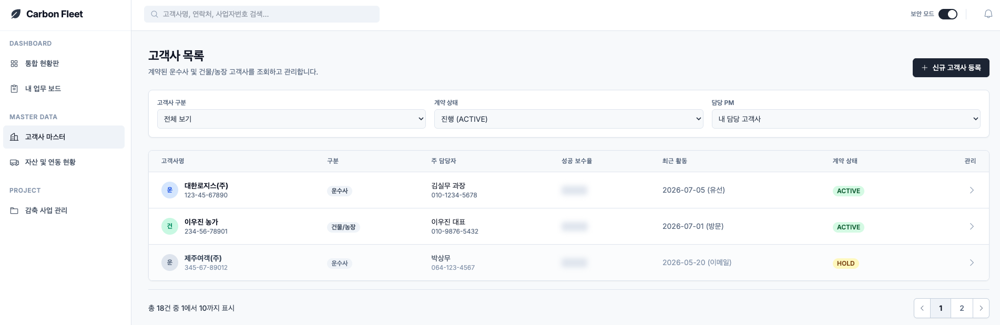 Carbon Fleet
고객사명, 연락처, 사업자번호 검색...
보안 모드
DASHBOARD
통합 현황판
내 업무 보드
MASTER DATA
고객사 마스터
자산 및 연동 현황
PROJECT
감축 사업 관리
고객사 목록
계약된 운수사 및 건물/농장 고객사를 조회하고 관리합니다.
신규 고객사 등록
고객사 구분 계약 상태 담당 PM
전체 보기 진행 (ACTIVE) 내 담당 고객사
고객사명 구분 주 담당자 성공 보수율 최근 활동 계약 상태 관리
운 대한로지스(주) 운수사 김실무 과장 2026-07-05 (유선) ACTIVE
123-45-67890 010-1234-5678
건 이우진 농가 건물/농장 이우진 대표 2026-07-01 (방문) ACTIVE
234-56-78901 010-9876-5432
운 제주여객(주) 운수사 박상무 2026-05-20 (이메일) HOLD
345-67-89012 064-123-4567
총 18건 중 1에서 10까지 표시
1 2